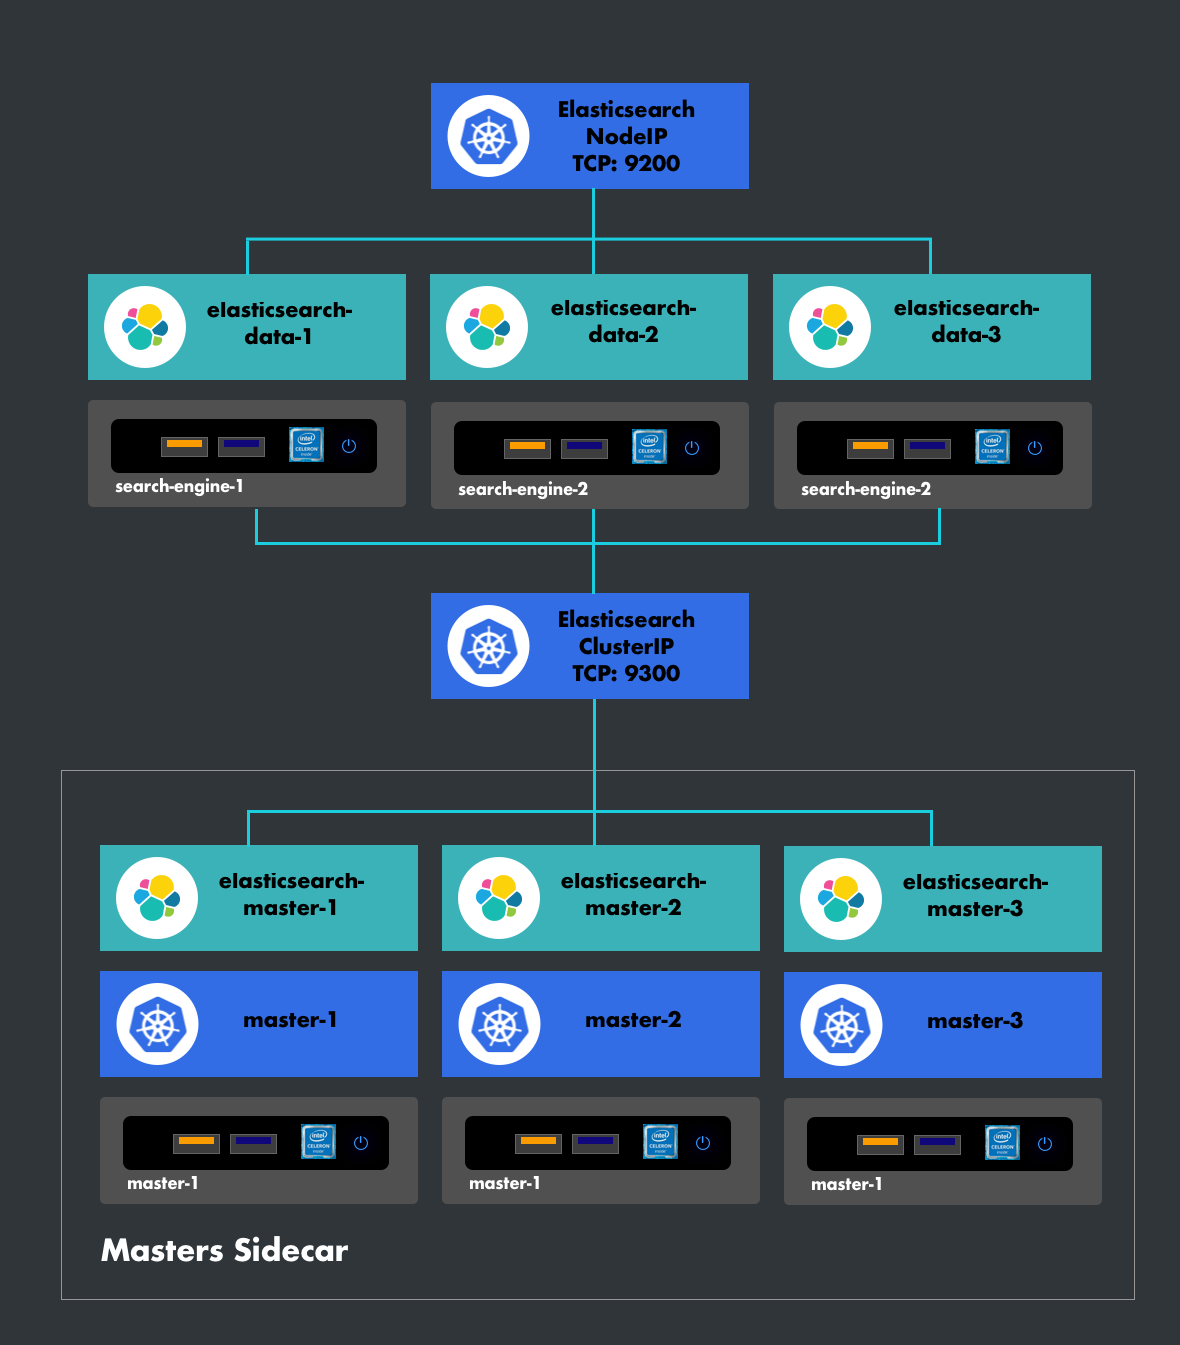 Elasticsearch
NodeIP
TCP: 9200
elasticsearch-
data-1
elasticsearch-
data-2
elasticsearch-
data-3
intel
CELERON
inside
search-engine-1
intel
CELERON
inside
search-engine-2
intel
CELERON
inside
search-engine-2
Elasticsearch
ClusterIP
TCP: 9300
elasticsearch-
master-1
elasticsearch-
master-2
elasticsearch-
master-3
master-1
master-2
master-3
intel
CELERON
inside
master-1
intel
CELERON
inside
master-1
intel
CELERON
inside
master-1
Masters Sidecar